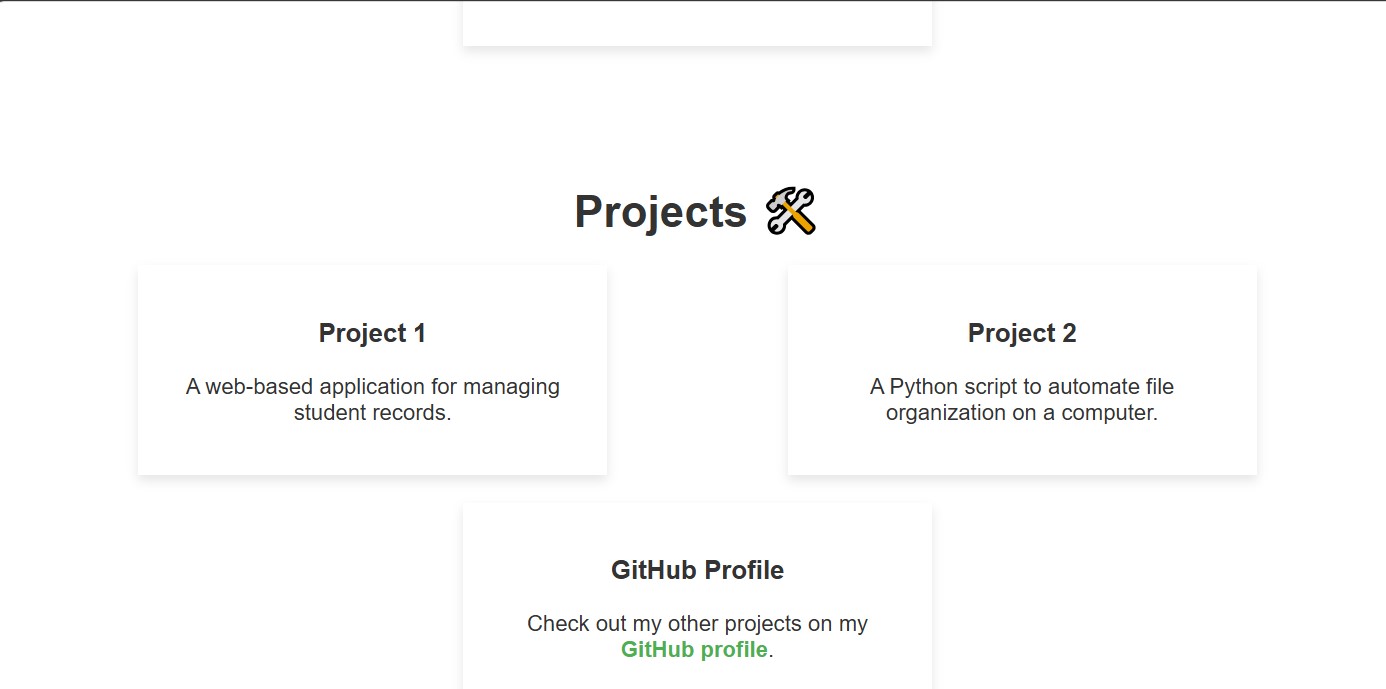 Projects 🛠
Project 1
A web-based application for managing
student records.
Project 2
A Python script to automate file
organization on a computer.
GitHub Profile
Check out my other projects on my
GitHub profile.